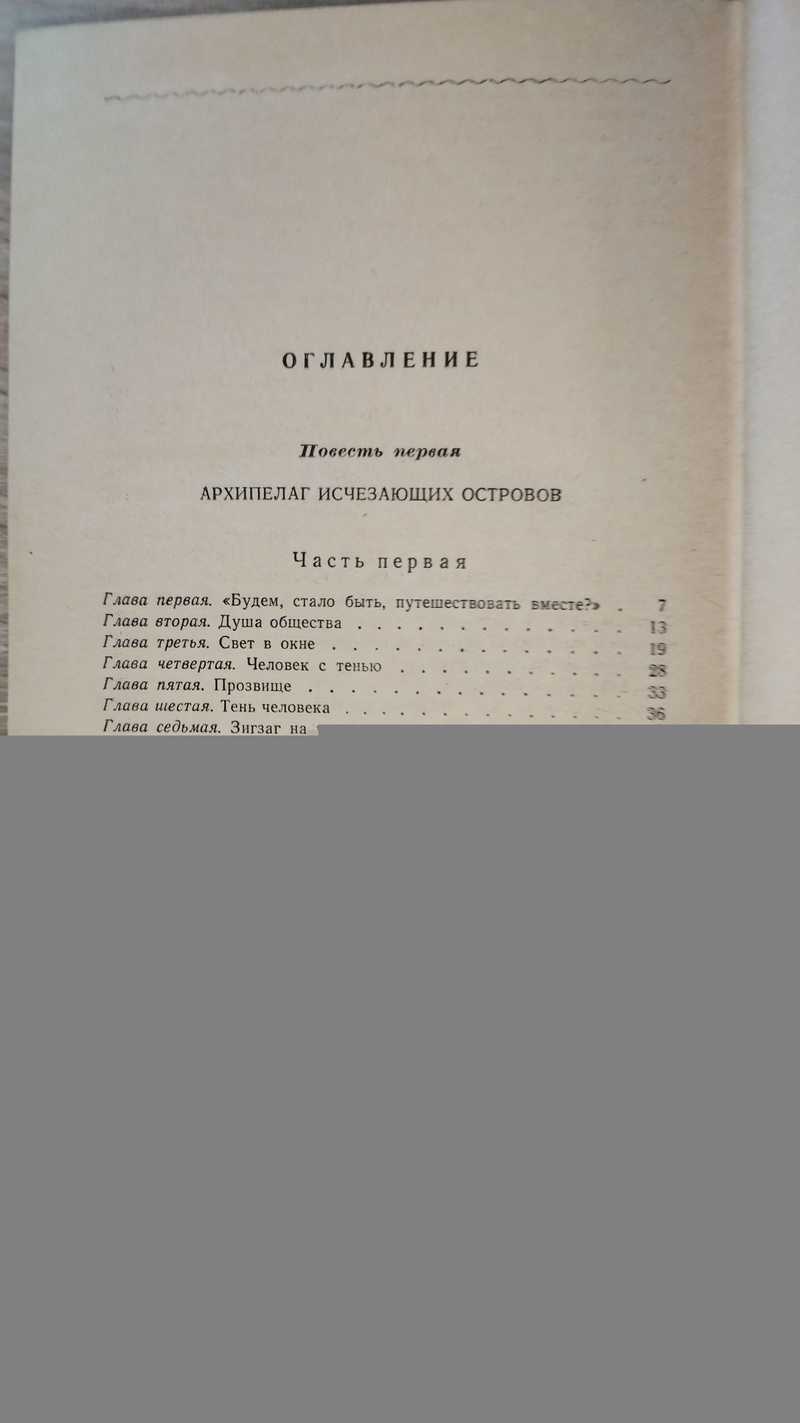 ОГЛАВЛЕНИЕ
Повесть первая
АРХИПЕЛАГ ИСЧЕЗАЮЩИХ ОСТРОВОВ
Часть первая
Глава первая. «Будем, стало быть, путешествовать вместе?» . 7
Глава вторая. Душа общества . . . . . . . . . . . . . . 13
Глава третья. Свет в окне . . . . . . . . . . . . . . 19
Глава четвертая. Человек с тенью . . . . . . . . . . . 28
Глава пятая. Прозвище . . . . . . . . . . . . . . . 33
Глава шестая. Тень человека . . . . . . . . . . . . . . 36
Глава седьмая. Зигзаг на